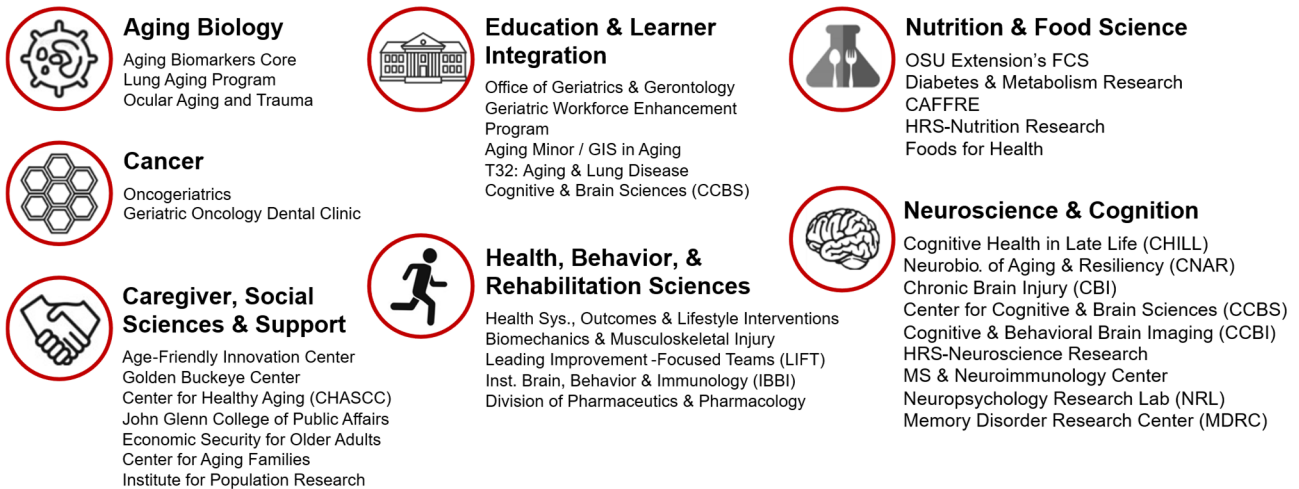 Aging Biology
Aging Biomarkers Core
Lung Aging Program
Ocular Aging and Trauma
Cancer
Oncogeriatrics
Geriatric Oncology Dental Clinic
Caregiver, Social
Sciences & Support
Age-Friendly Innovation Center
Golden Buckeye Center
Center for Healthy Aging (CHASCC)
John Glenn College of Public Affairs
Economic Security for Older Adults
Center for Aging Families
Institute for Population Research
Education & Learner
Integration
Office of Geriatrics & Gerontology
Geriatric Workforce Enhancement
Program
Aging Minor / GIS in Aging
T32: Aging & Lung Disease
Cognitive & Brain Sciences (CCBS)
Health, Behavior, &
Rehabilitation Sciences
Health Sys., Outcomes & Lifestyle Interventions
Biomechanics & Musculoskeletal Injury
Leading Improvement -Focused Teams (LIFT)
Inst. Brain, Behavior & Immunology (IBBI)
Division of Pharmaceutics & Pharmacology
Nutrition & Food Science
OSU Extension's FCS
Diabetes & Metabolism Research
CAFFRE
HRS-Nutrition Research
Foods for Health
Neuroscience & Cognition
Cognitive Health in Late Life (CHILL)
Neurobio. of Aging & Resiliency (CNAR)
Chronic Brain Injury (CBI)
Center for Cognitive & Brain Sciences (CCBS)
Cognitive & Behavioral Brain Imaging (CCBI)
HRS-Neuroscience Research
MS & Neuroimmunology Center
Neuropsychology Research Lab (NRL)
Memory Disorder Research Center (MDRC)